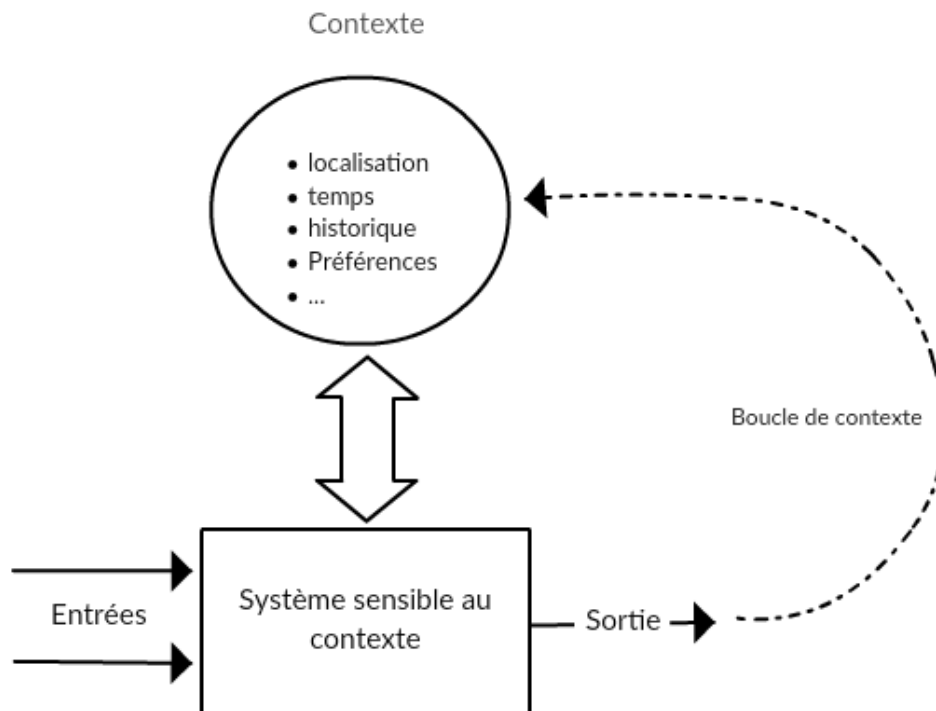 Contexte
• localisation
• temps
• historique
• Préférences
• ...
Boucle de contexte
Entrées
Système sensible au
contexte
Sortie